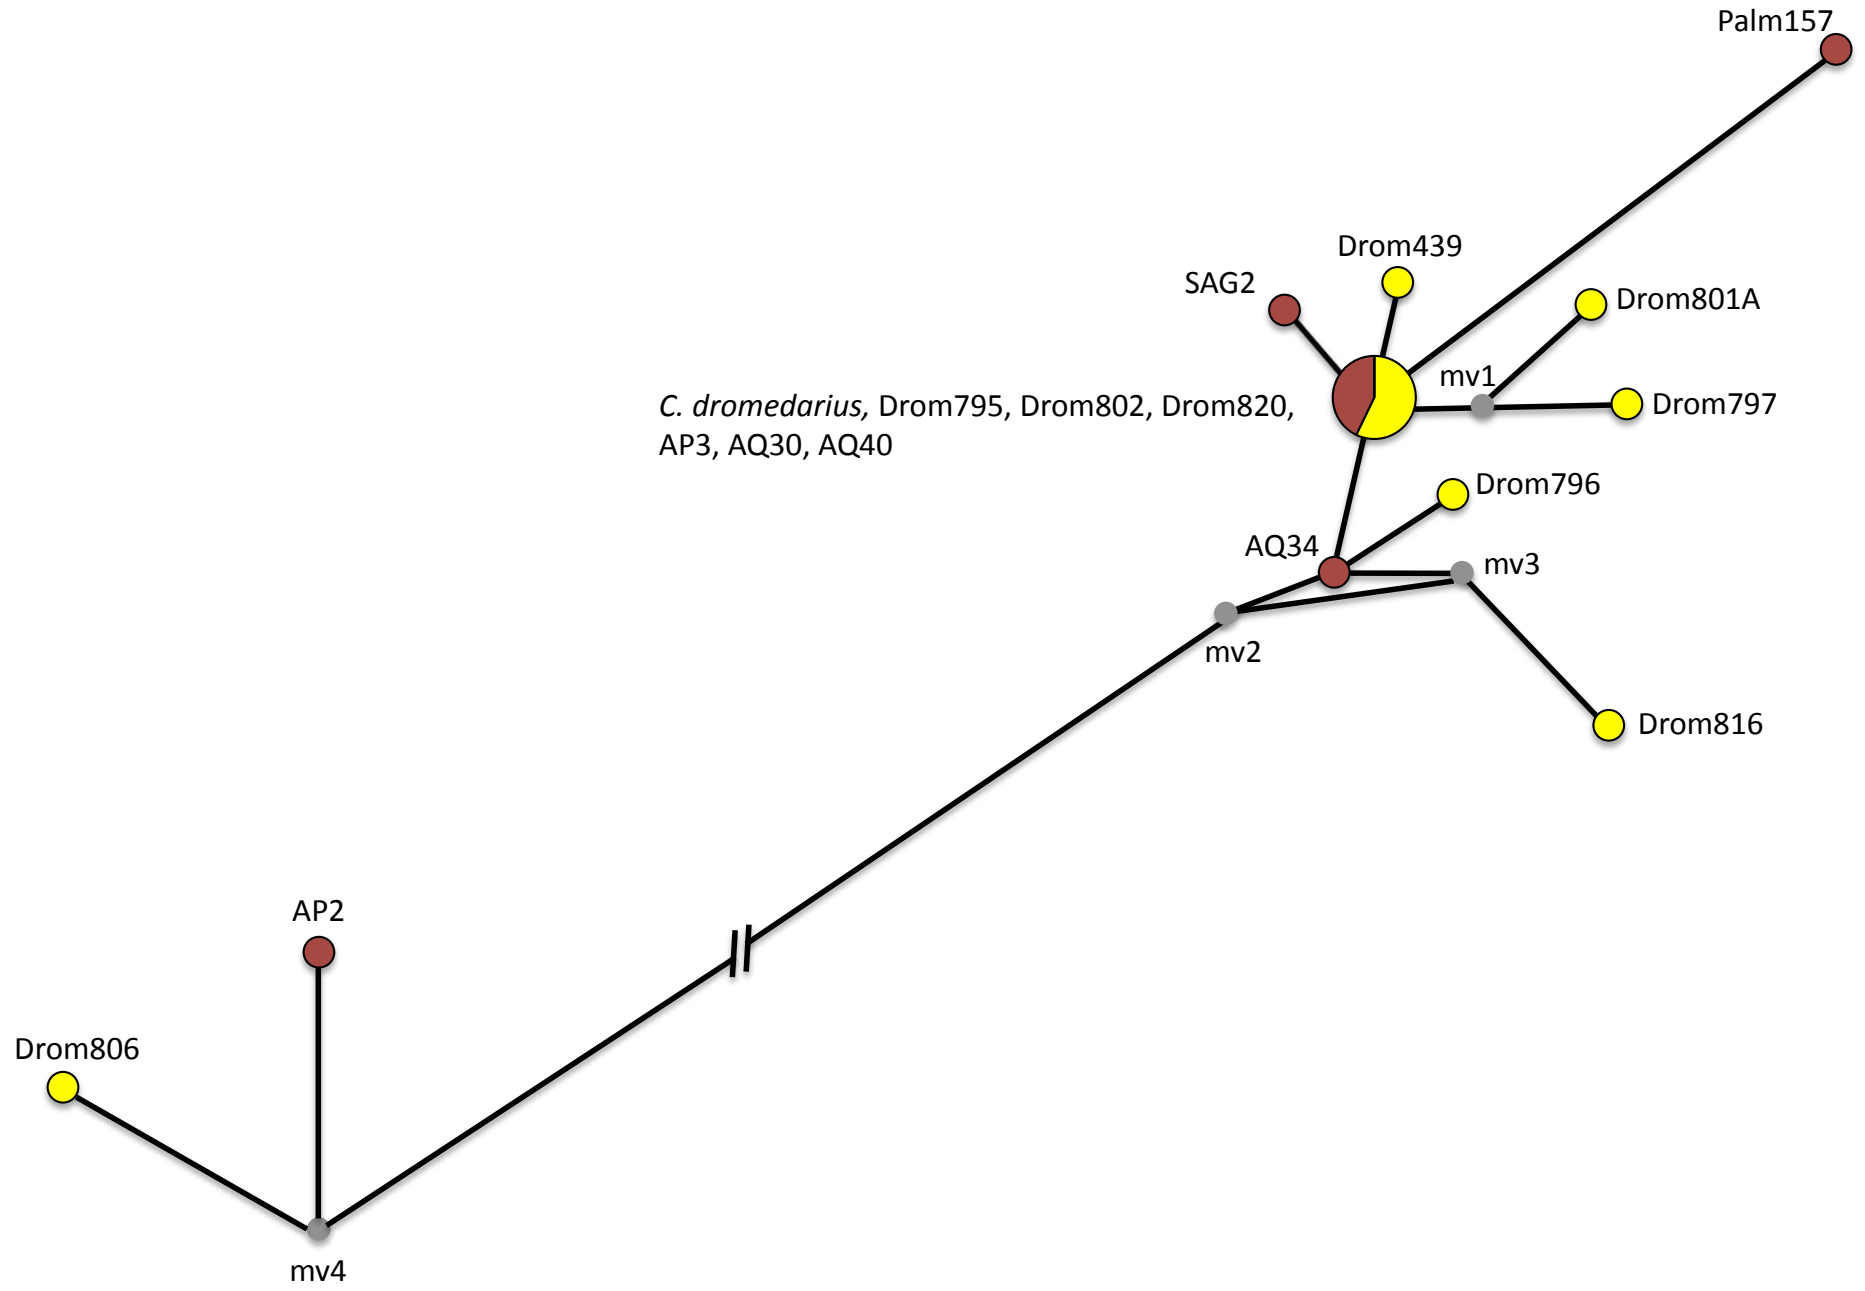 Palm157
Drom439
SAG2
Drom801A
mv1
Drom797
C. dromedarius, Drom795, Drom802, Drom820,
AP3, AQ30, AQ40
Drom796
AQ34
mv3
mv2
Drom816
AP2
Drom806
mv4